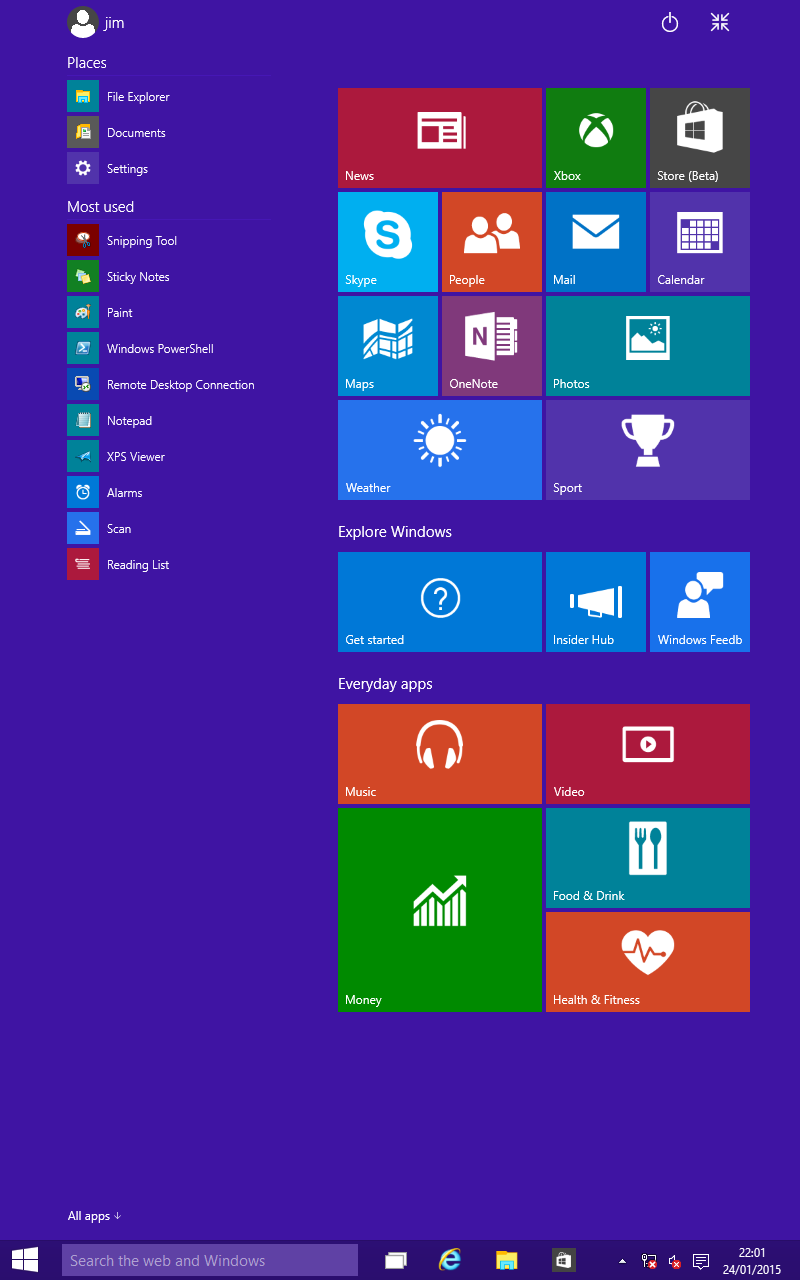 jim
Places
File Explorer
Documents
Settings
Most used
Snipping Tool
Sticky Notes
Paint
Windows PowerShell
Remote Desktop Connection
Notepad
XPS Viewer
Alarms
Scan
Reading List
News
Xbox
Store (Beta)
Skype
People
Mail
Calendar
Maps
OneNote
Photos
Weather
Sport
Explore Windows
Get started
Insider Hub
Windows Feedb
Everyday apps
Music
Video
Money
Food & Drink
Health & Fitness
All apps
Search the web and Windows
22:01
24/01/2015